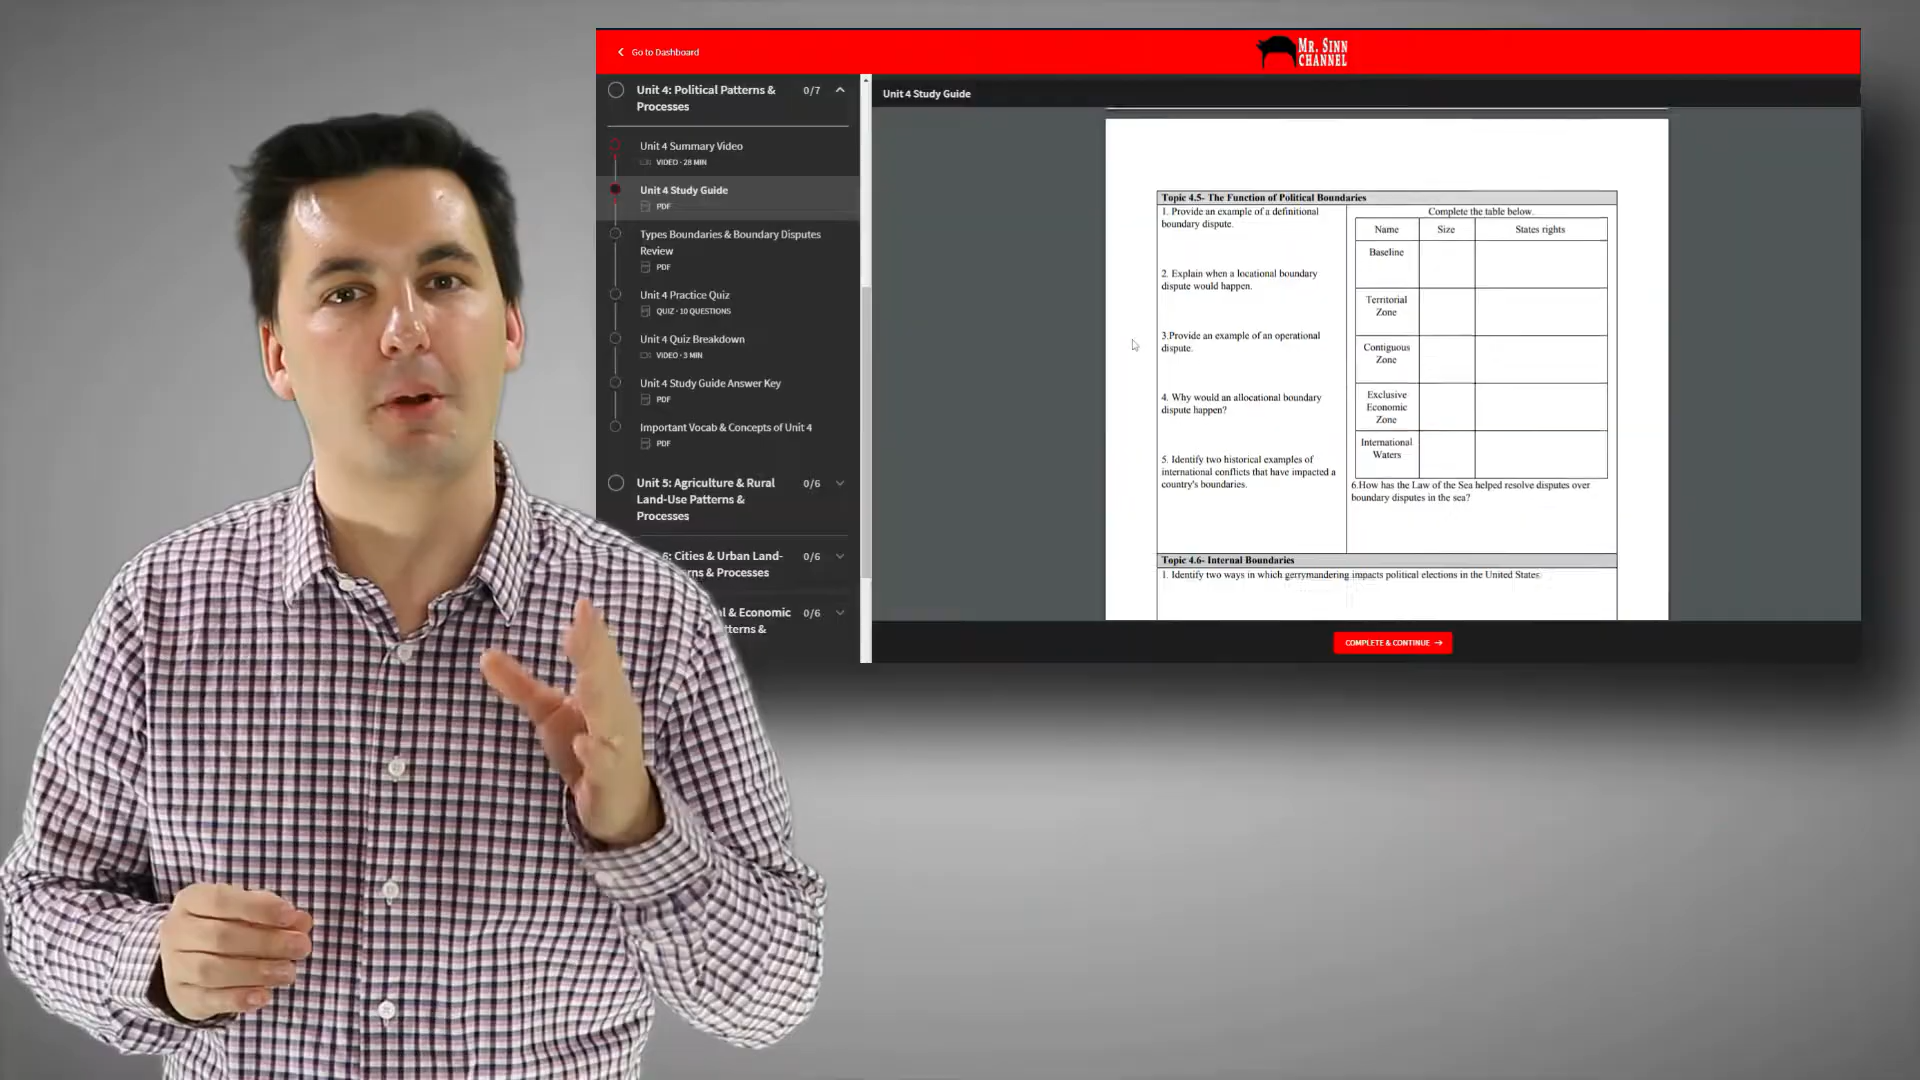 Go to Dashboard
MR. SINN
CHANNEL
Unit 4: Political Patterns &
Processes
0/7
Unit 4 Summary Video
VIDEO · 28 MIN
Unit 4 Study Guide
PDF
Types Boundaries & Boundary Disputes
Review
PDF
Unit 4 Practice Quiz
QUIZ · 10 QUESTIONS
Unit 4 Quiz Breakdown
VIDEO · 3 MIN
Unit 4 Study Guide Answer Key
PDF
Important Vocab & Concepts of Unit 4
PDF
Unit 5: Agriculture & Rural
Land-Use Patterns &
Processes
0/6
6: Cities & Urban Land-
rns & Processes
0/6
l & Economic
tterns &
0/6
Unit 4 Study Guide
Topic 4.5- The Function of Political Boundaries
1. Provide an example of a definitional
boundary dispute.
2. Explain when a locational boundary
dispute would happen.
3.Provide an example of an operational
dispute.
4. Why would an allocational boundary
dispute happen?
5. Identify two historical examples of
international conflicts that have impacted a
country's boundaries.
Complete the table below.
Name Size States rights
Baseline
Territorial
Zone
Contiguous
Zone
Exclusive
Economic
Zone
International
Waters
6.How has the Law of the Sea helped resolve disputes over
boundary disputes in the sea?
Topic 4.6- Internal Boundaries
1. Identify two ways in which gerrymandering impacts political elections in the United States.
COMPLETE & CONTINUE →